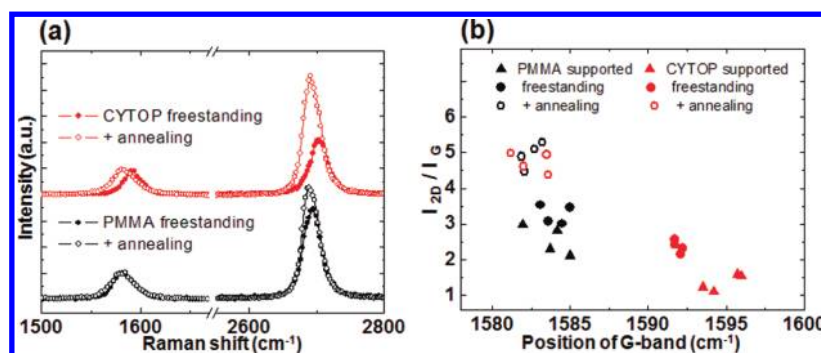 (a)
CYTOP freestanding
+ annealing
PMMA freestanding
+ annealing
Intensity (a.u.)
1500 1600 2600 2700 2800
Raman shift (cm-1)
(b)
PMMA supported CYTOP supported
freestanding freestanding
+ annealing + annealing
I2D / IG
6
5
4
3
2
1
1580 1585 1590 1595 1600
Position of G-band (cm-1)